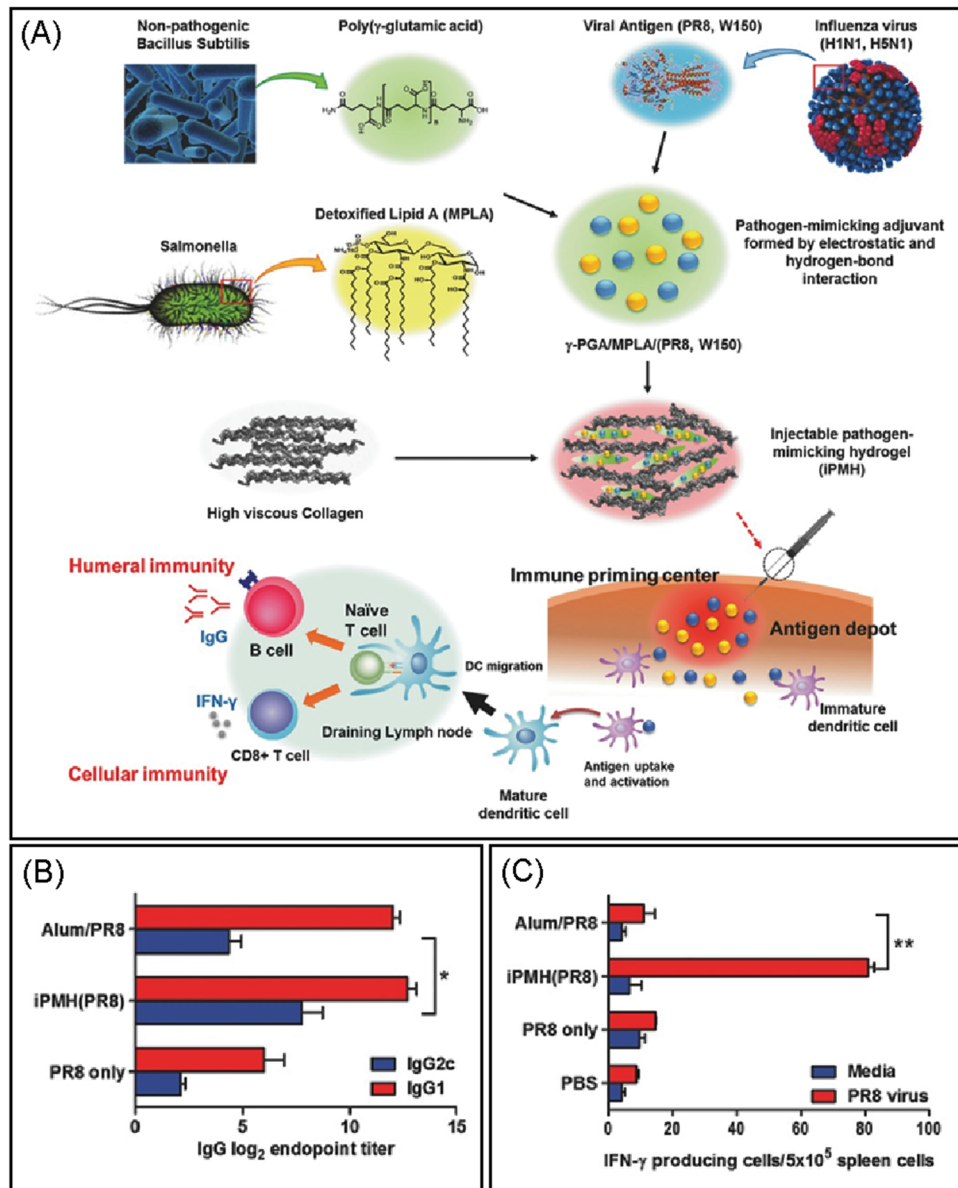 (A)
Non-pathogenic
Bacillus Subtilis
Poly(γ-glutamic acid)
Viral Antigen (PR8, W150)
Influenza virus
(H1N1, H5N1)
Detoxified Lipid A (MPLA)
Salmonella
Pathogen-mimicking adjuvant
formed by electrostatic and
hydrogen-bond
interaction
γ-PGA/MPLA/(PR8, W150)
High viscous Collagen
Injectable pathogen-
mimicking hydrogel
(iPMH)
Humeral immunity
IgG
B cell
Naïve
T cell
IFN-γ
CD8+ T cell
Draining Lymph node
Cellular immunity
DC migration
Mature
dendritic cell
Antigen uptake
and activation
Immune priming center
Antigen depot
Immature
dendritic cell
(B)
Alum/PR8
iPMH(PR8)
PR8 only
*
IgG2c
IgG1
0 5 10 15
IgG log2 endopoint titer
(C)
Alum/PR8
iPMH(PR8)
PR8 only
PBS
**
Media
PR8 virus
0 20 40 60 80 100
IFN-γ producing cells/5x10⁵ spleen cells